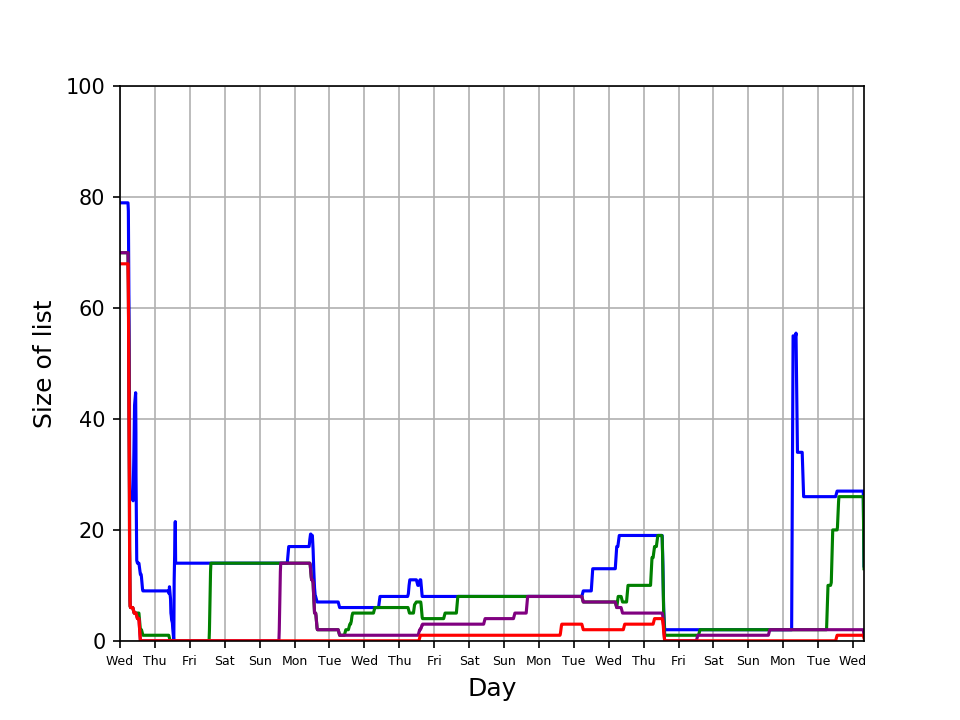 100
80
60
40
20
0
Size of list
Wed Thu Fri Sat Sun Mon Tue Wed Thu Fri Sat Sun Mon Tue Wed Thu Fri Sat Sun Mon Tue Wed
Day